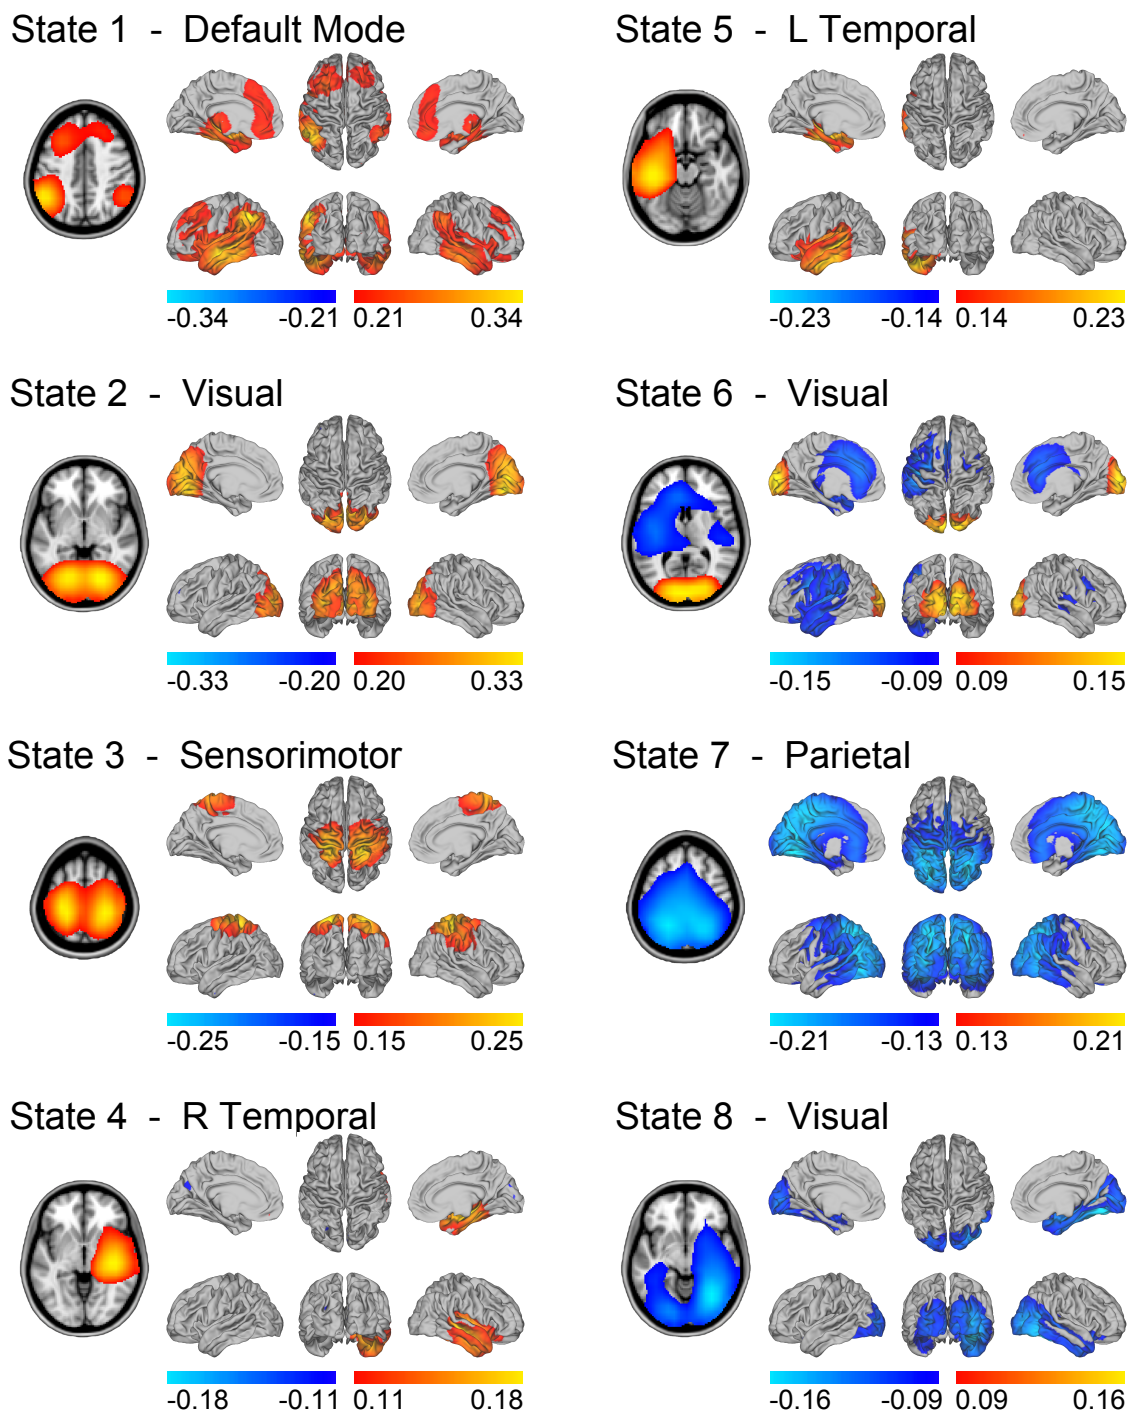 State 1 - Default Mode
-0.34 -0.21 0.21 0.34
State 2 - Visual
-0.33 -0.20 0.20 0.33
State 3 - Sensorimotor
-0.25 -0.15 0.15 0.25
State 4 - R Temporal
-0.18 -0.11 0.11 0.18
State 5 - L Temporal
-0.23 -0.14 0.14 0.23
State 6 - Visual
-0.15 -0.09 0.09 0.15
State 7 - Parietal
-0.21 -0.13 0.13 0.21
State 8 - Visual
-0.16 -0.09 0.09 0.16